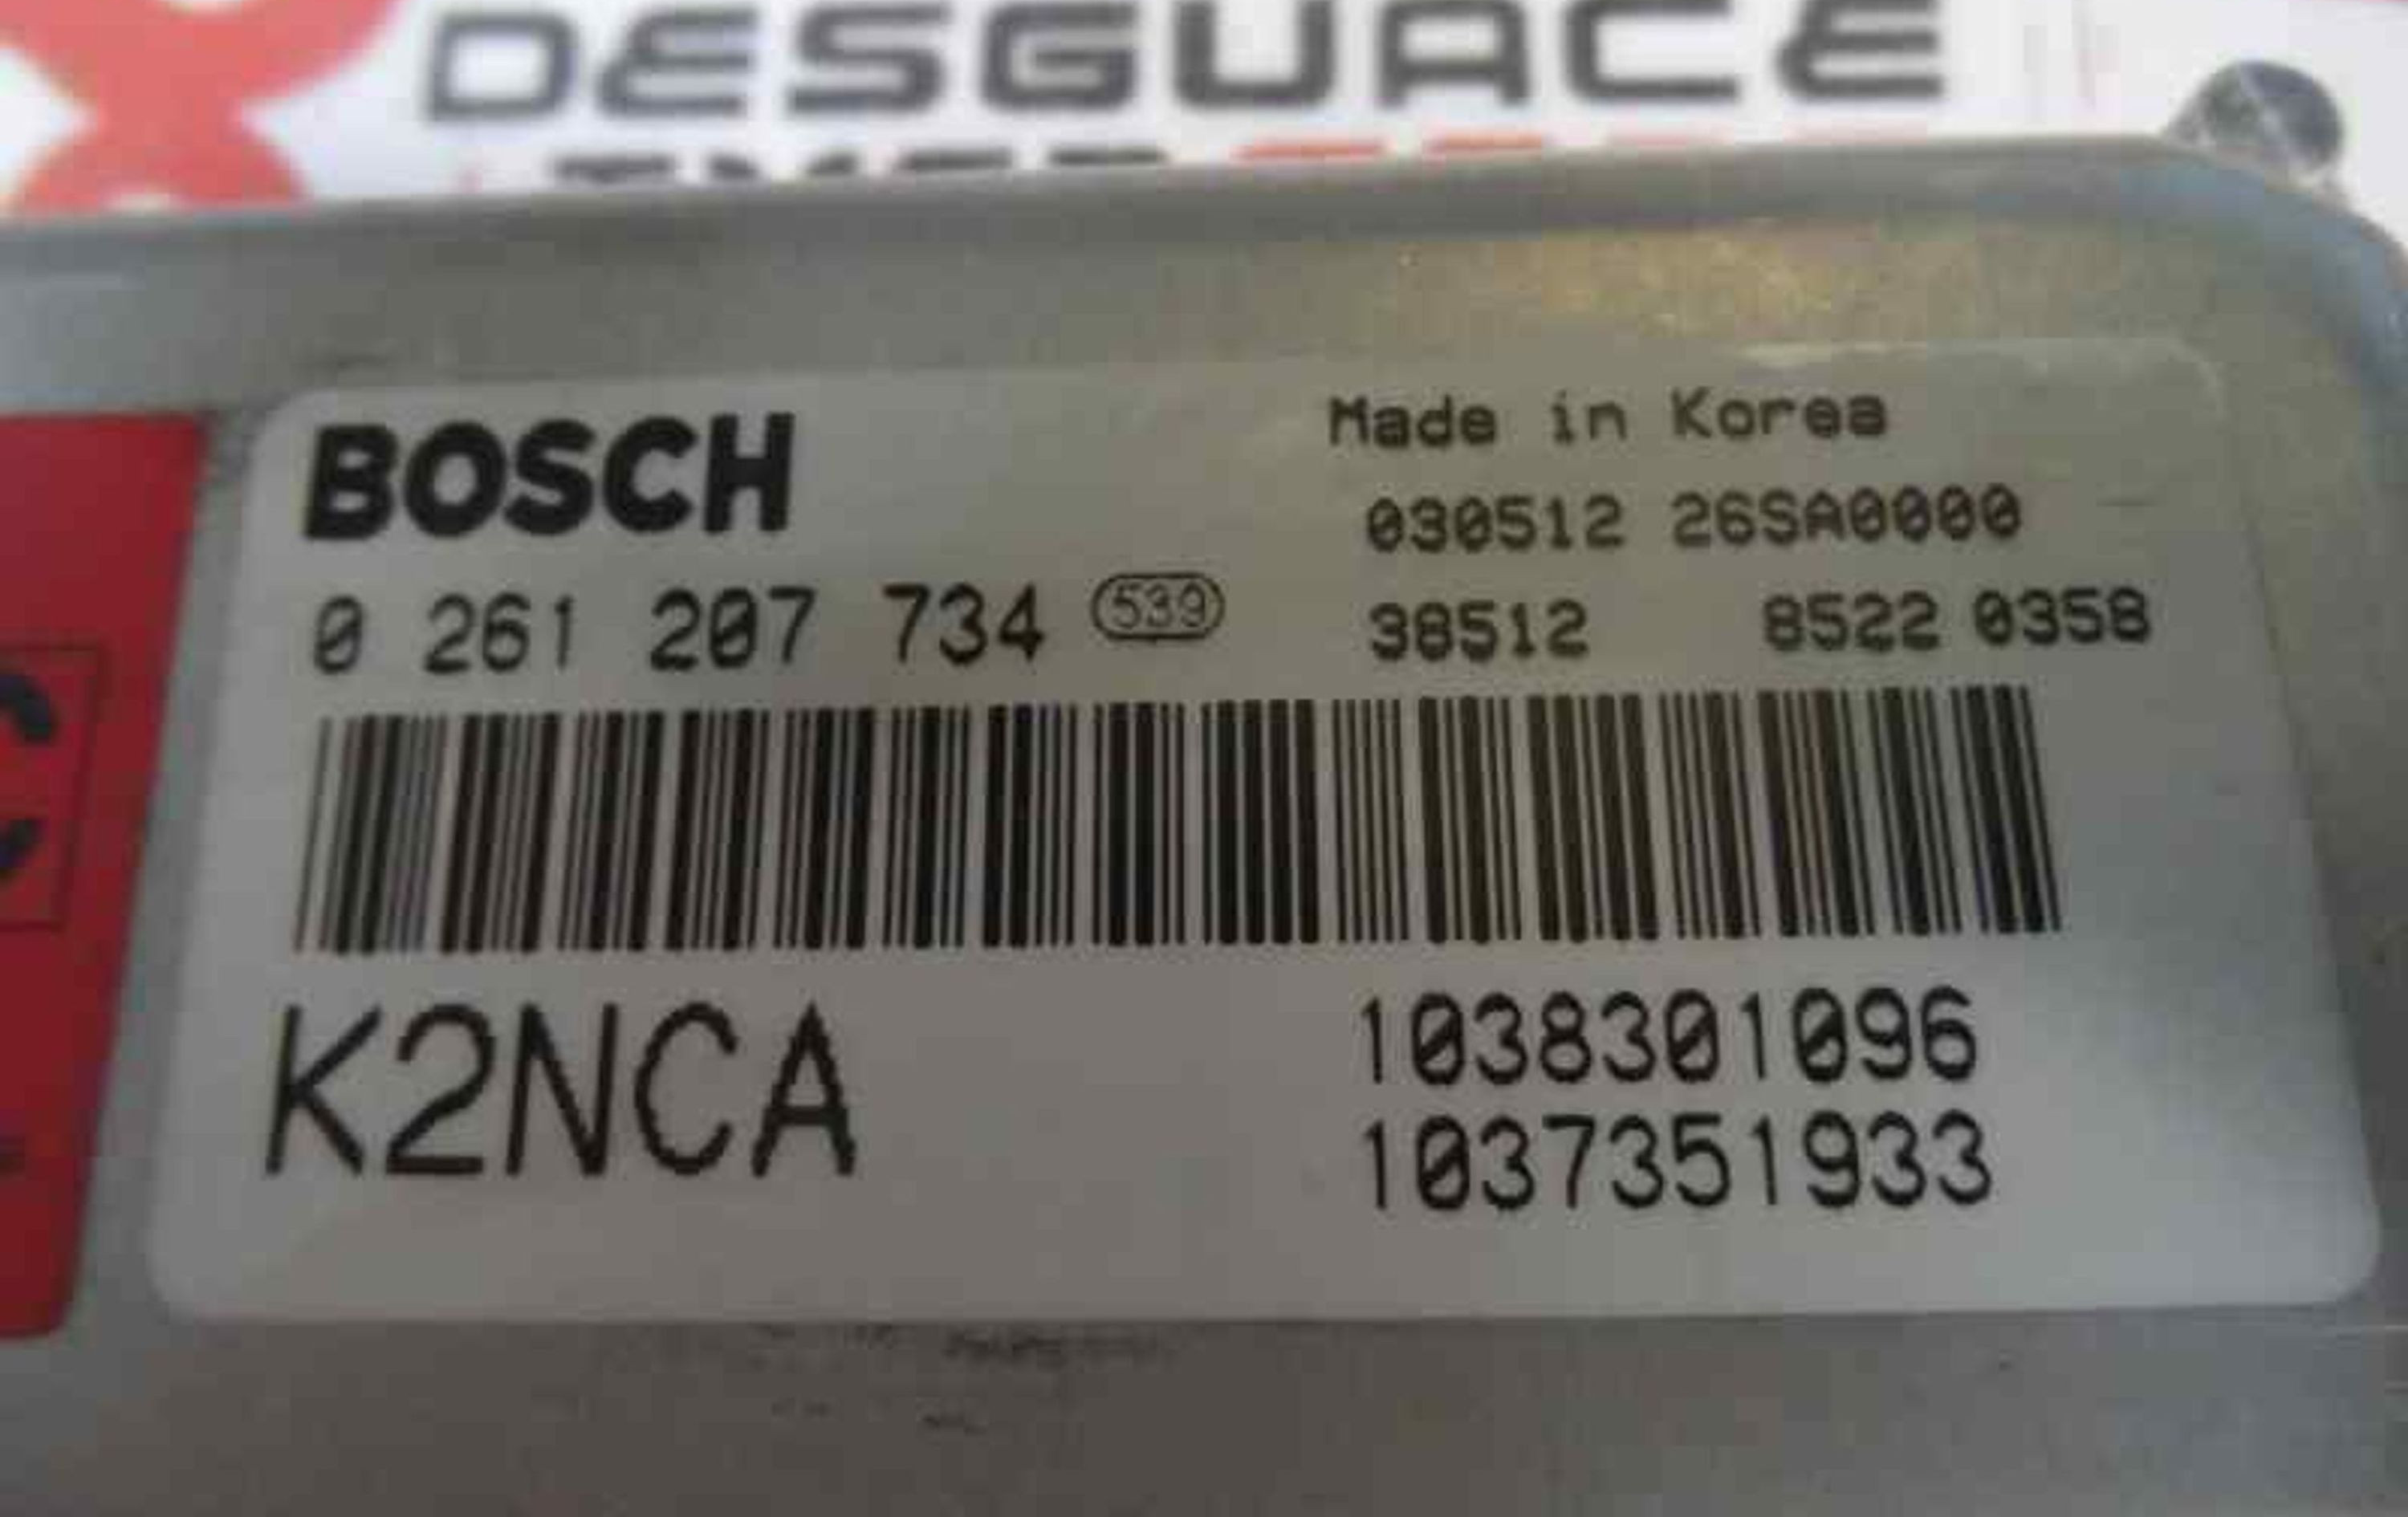 DESGUACE
BOSCH
Made in Korea
030512 26SA0000
0 261 207 734 539
38512 8522 0358
K2NCA
1038301096
1037351933